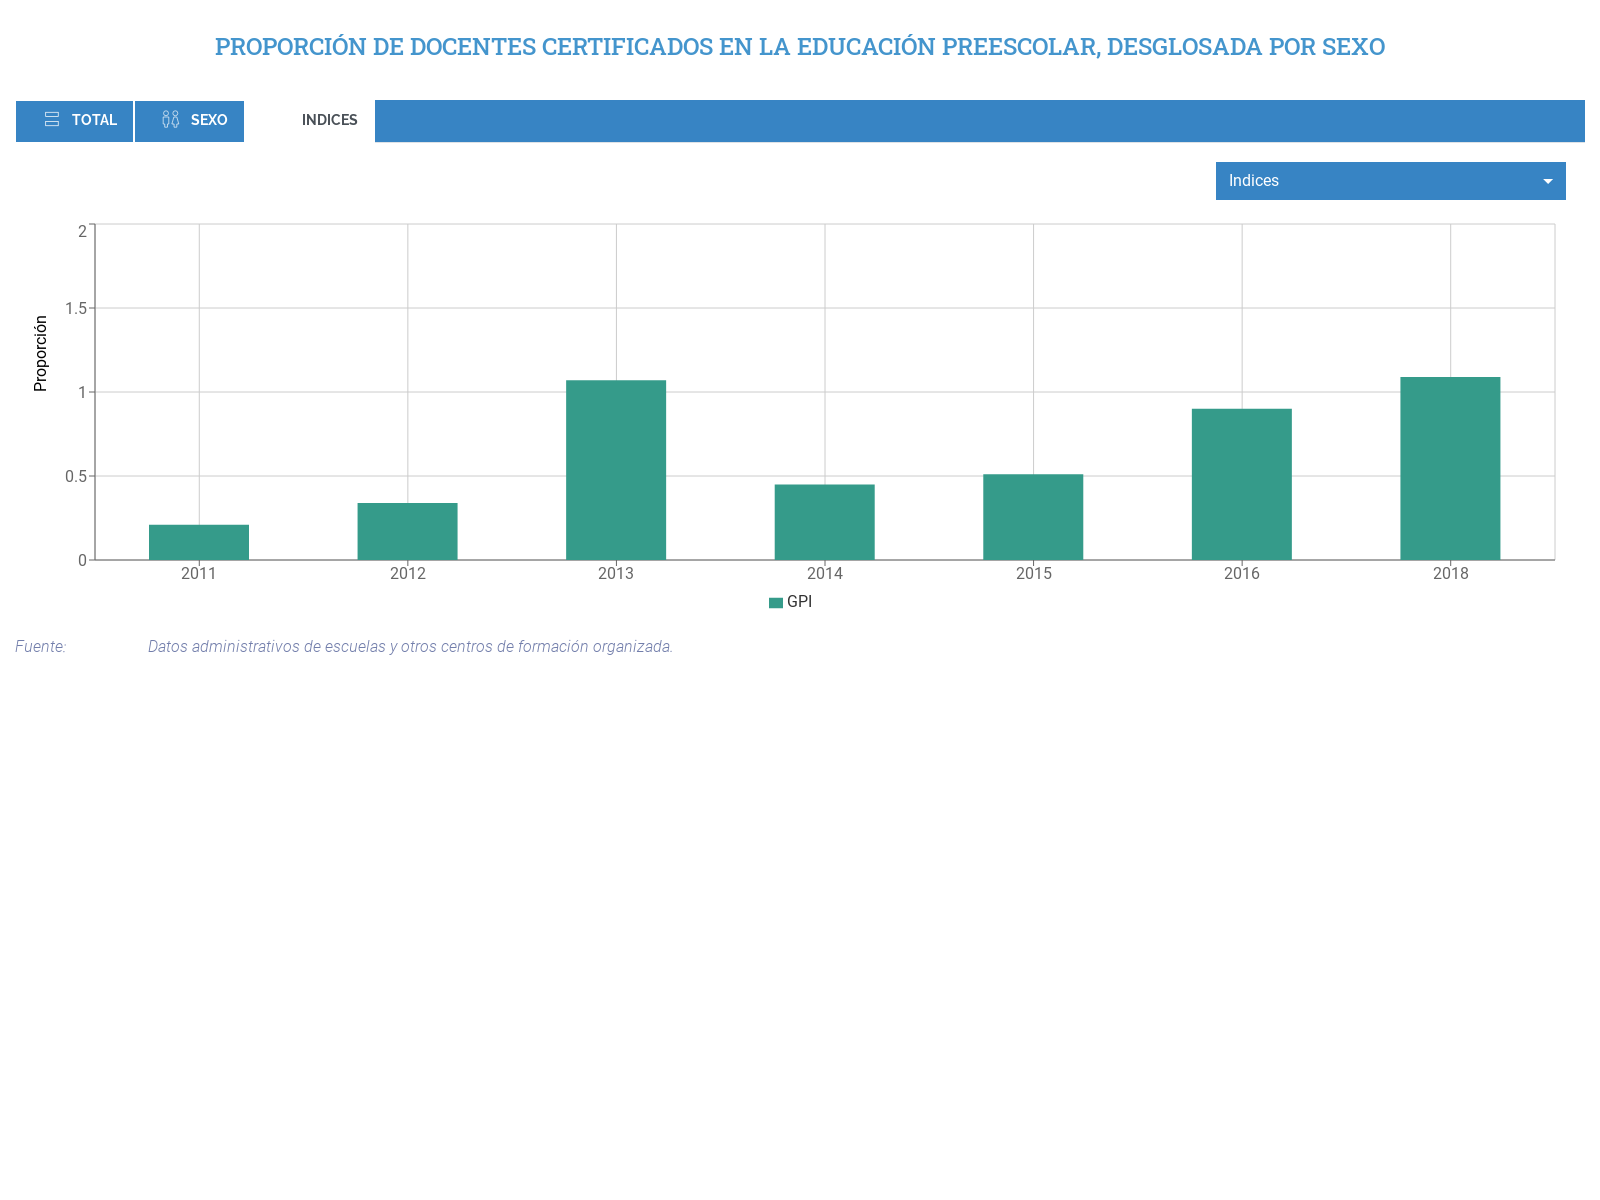 PROPORCIÓN DE DOCENTES CERTIFICADOS EN LA EDUCACIÓN PREESCOLAR, DESGLOSADA POR SEXO
TOTAL SEXO INDICES
Indices
2
1.5
1
0.5
0
Proporción
2011 2012 2013 2014 2015 2016 2018
GPI
Fuente: Datos administrativos de escuelas y otros centros de formación organizada.